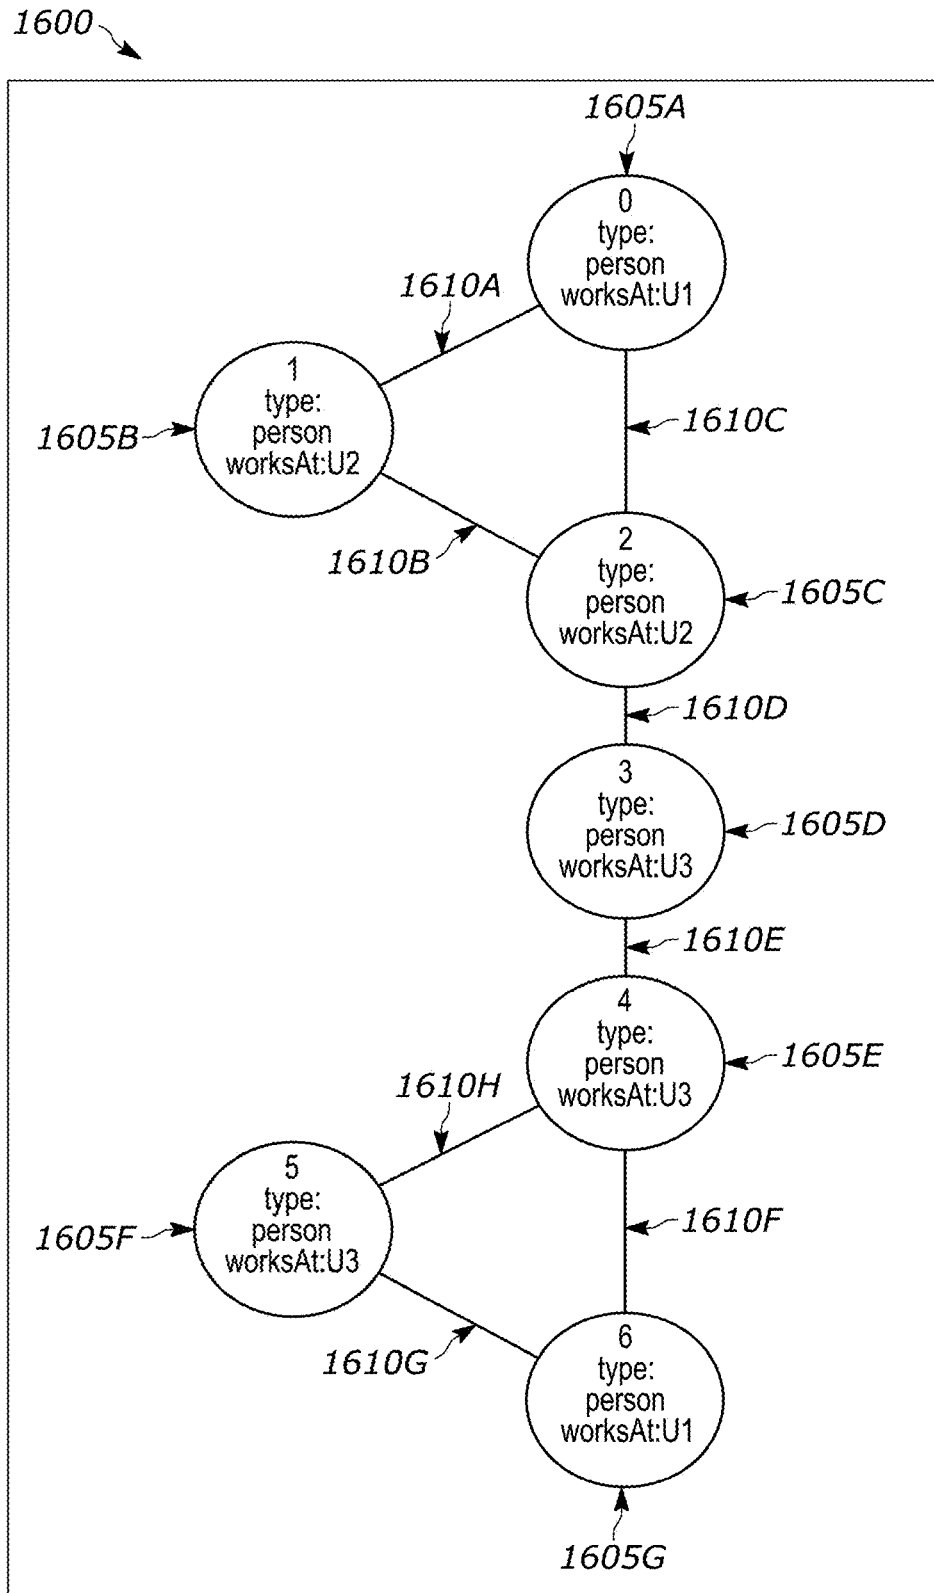 1600
1605A
0
type:
person
worksAt:U1
1610A
1
type:
person
worksAt:U2
1605B
1610C
1610B
2
type:
person
worksAt:U2
1605C
1610D
3
type:
person
worksAt:U3
1605D
1610E
4
type:
person
worksAt:U3
1605E
1610H
5
type:
person
worksAt:U3
1605F
1610F
1610G
6
type:
person
worksAt:U1
1605G